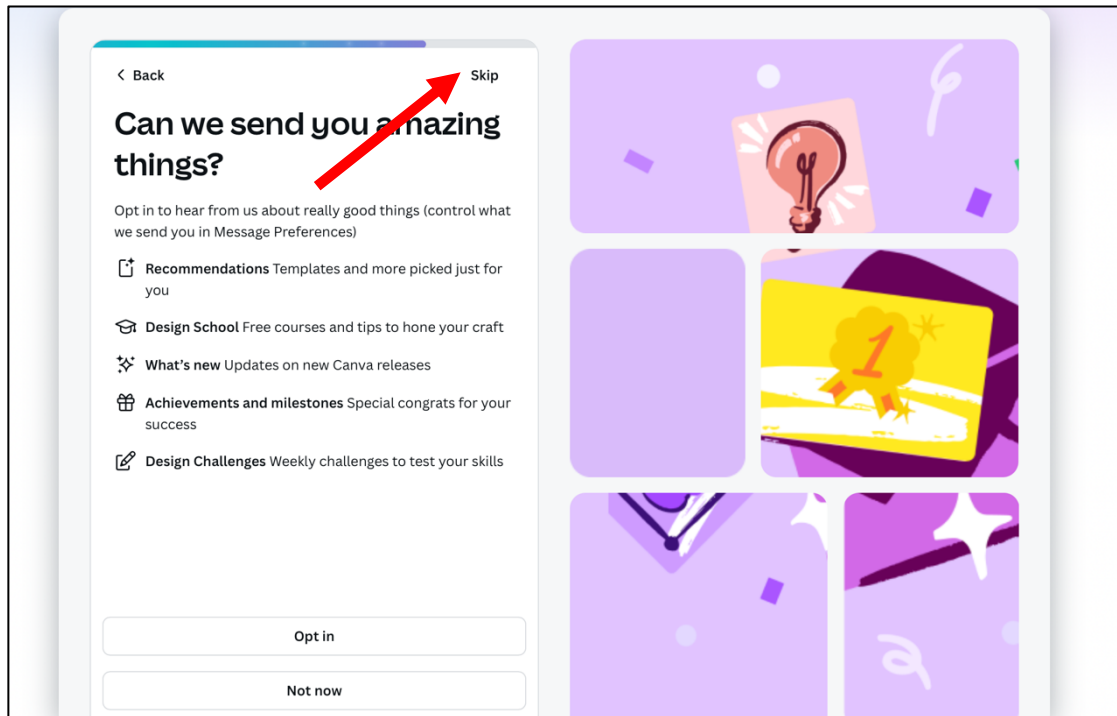 Back
Skip
Can we send you amazing
things?
Opt in to hear from us about really good things (control what
we send you in Message Preferences)
Recommendations Templates and more picked just for
you
Design School Free courses and tips to hone your craft
What's new Updates on new Canva releases
Achievements and milestones Special congrats for your
success
Design Challenges Weekly challenges to test your skills
1
Opt in
Not now